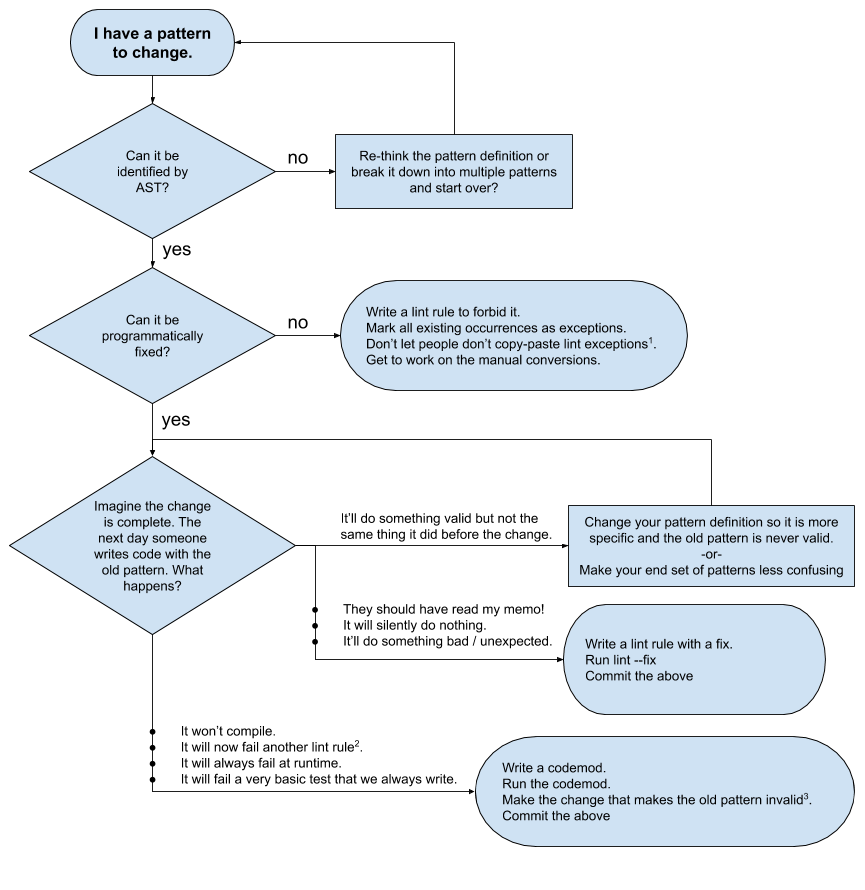 I have a pattern
to change.
Can it be
identified by
AST?
no
Re-think the pattern definition or
break it down into multiple patterns
and start over?
yes
Can it be
programmatically
fixed?
no
Write a lint rule to forbid it.
Mark all existing occurrences as exceptions.
Don't let people don't copy-paste lint exceptions¹.
Get to work on the manual conversions.
yes
Imagine the change
is complete. The
next day someone
writes code with the
old pattern. What
happens?
It'll do something valid but not the
same thing it did before the change.
Change your pattern definition so it is more
specific and the old pattern is never valid.
-or-
Make your end set of patterns less confusing
They should have read my memo!
It will silently do nothing.
It'll do something bad / unexpected.
Write a lint rule with a fix.
Run lint --fix
Commit the above
It won't compile.
It will now fail another lint rule².
It will always fail at runtime.
It will fail a very basic test that we always write.
Write a codemod.
Run the codemod.
Make the change that makes the old pattern invalid³.
Commit the above